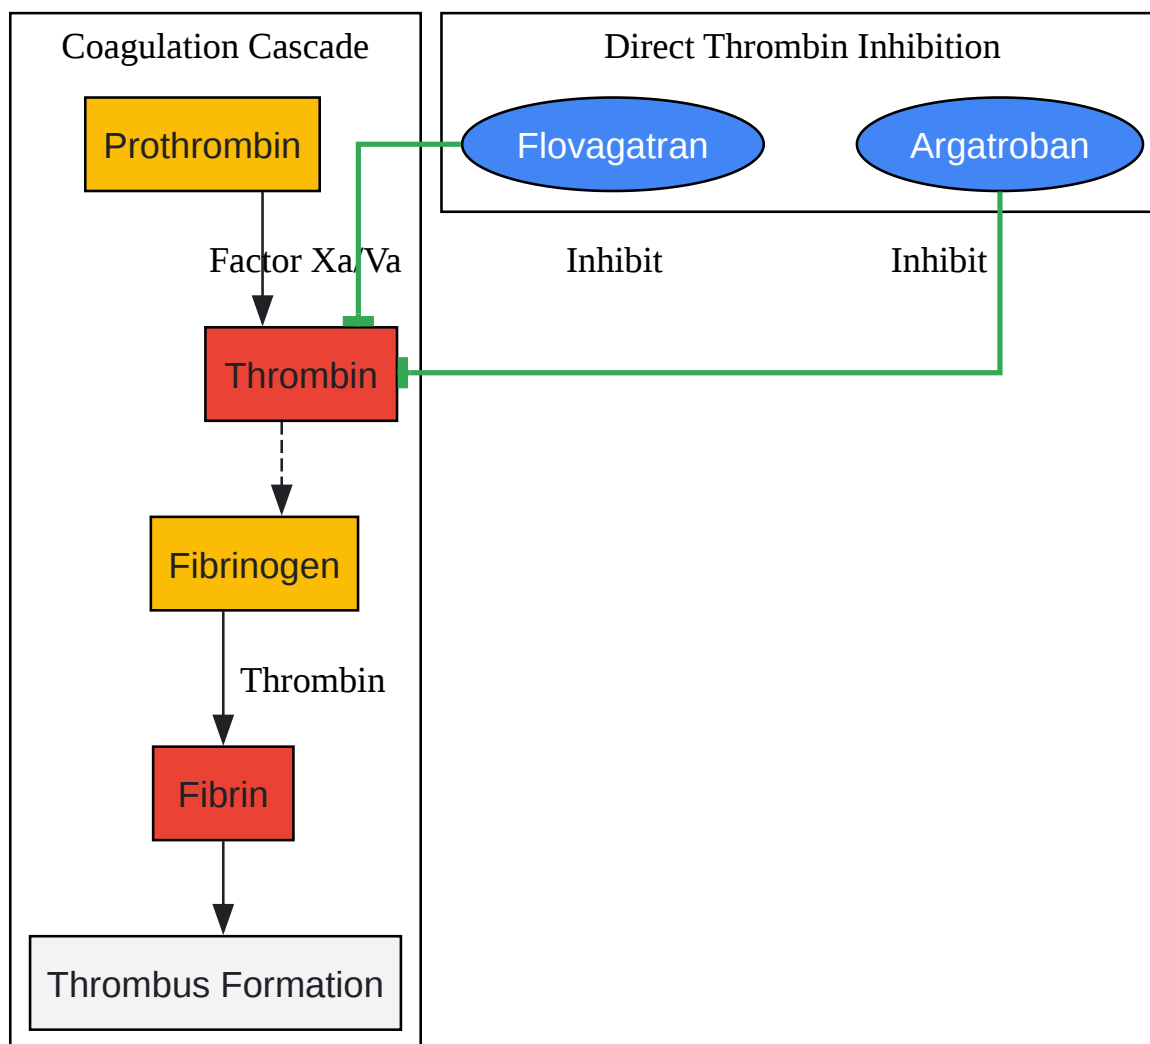 Coagulation Cascade
Direct Thrombin Inhibition
Prothrombin
Flovagatran
Argatroban
Factor Xa/Va
Inhibit
Inhibit
Thrombin
Fibrinogen
Thrombin
Fibrin
Thrombus Formation